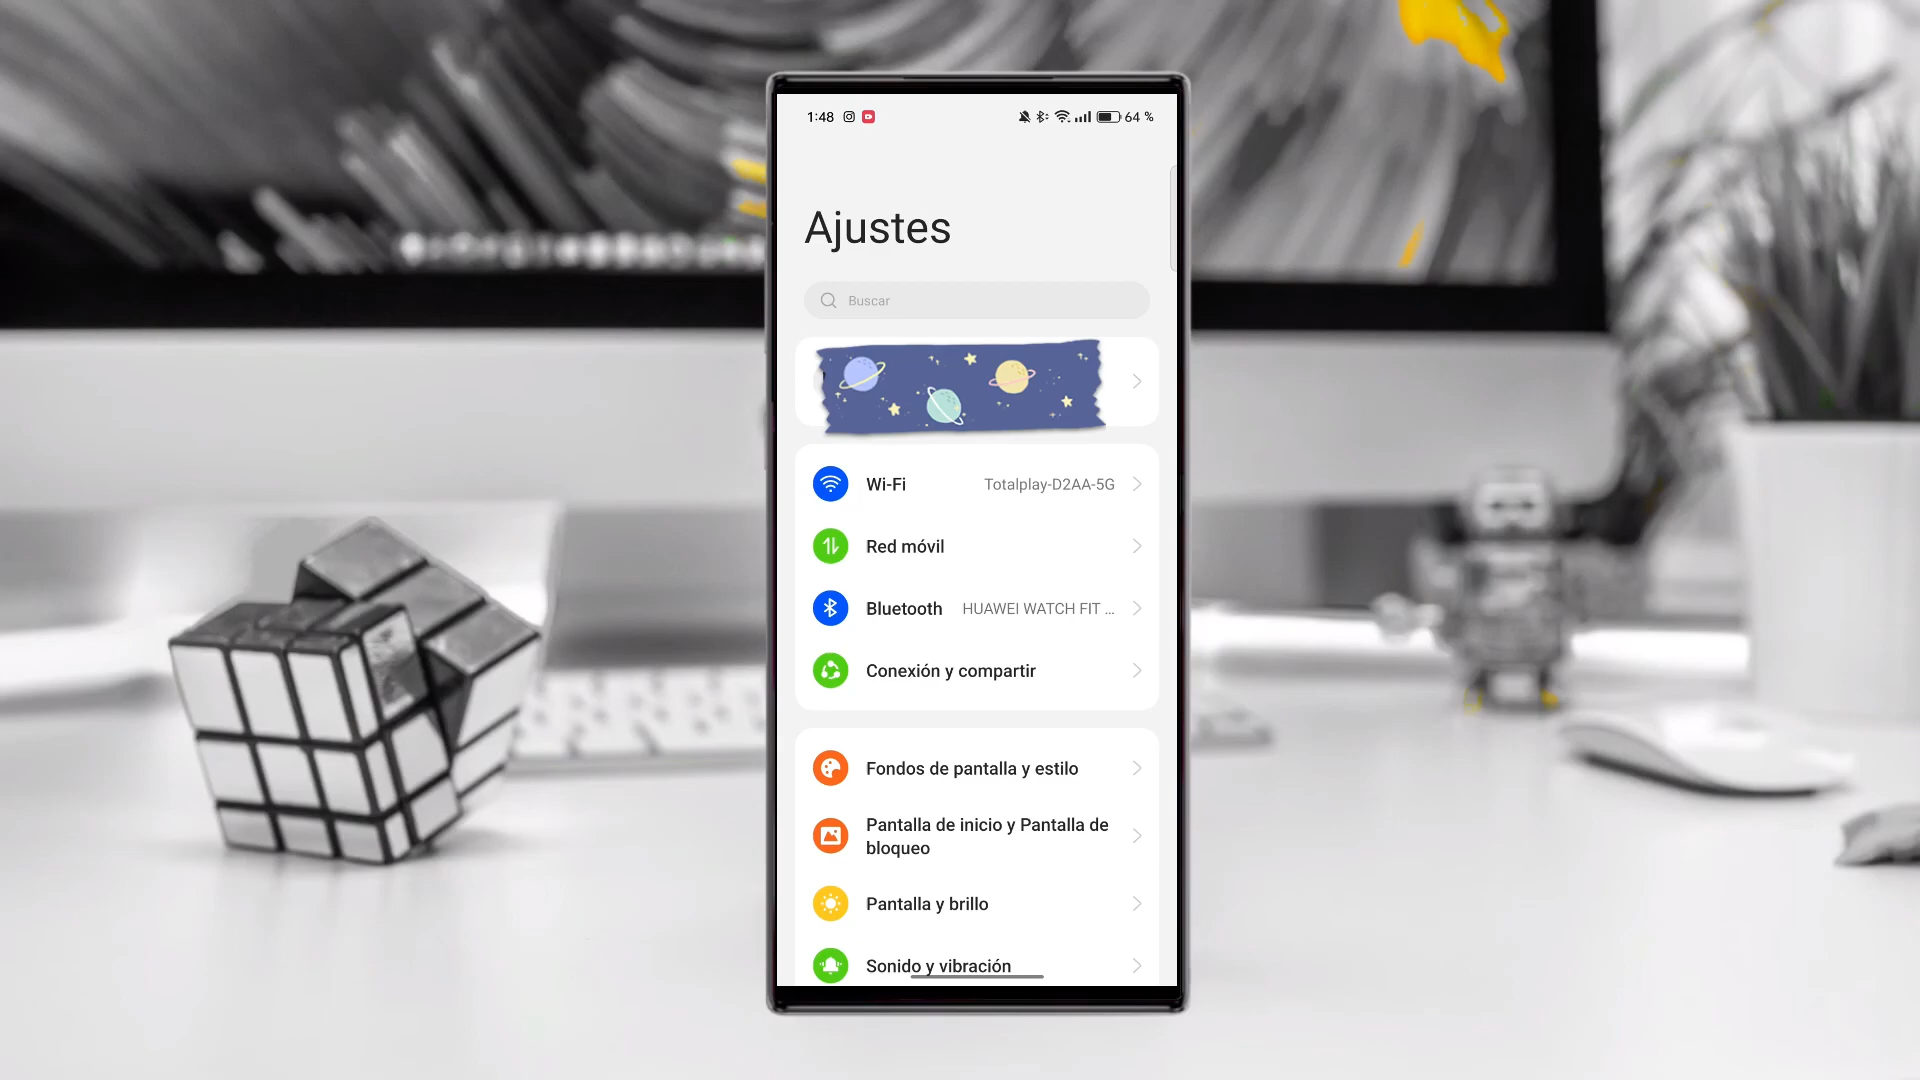 1:48 64 %
Ajustes
Buscar
Wi-Fi Totalplay-D2AA-5G
Red móvil
Bluetooth HUAWEI WATCH FIT ...
Conexión y compartir
Fondos de pantalla y estilo
Pantalla de inicio y Pantalla de
bloqueo
Pantalla y brillo
Sonido y vibración